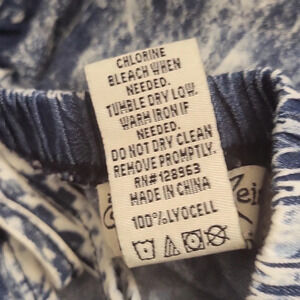 CHLORINE
BLEACH WHEN
NEEDED.
TUMBLE DRY LOW.
WARM IRON IF
NEEDED.
DO NOT DRY CLEAN
REMOVE PROMPTLY.
RN#128963
MADE IN CHINA
100%LYOCELL